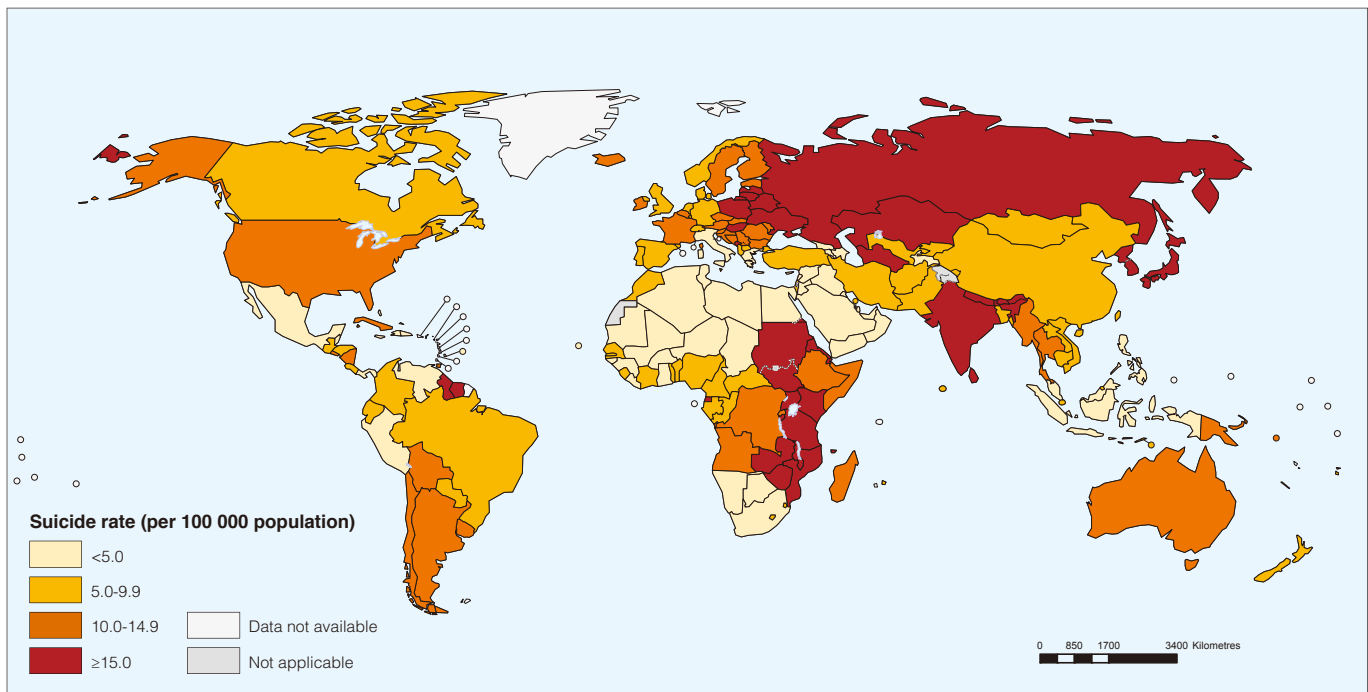 Suicide rate (per 100 000 population)
<5.0
5.0-9.9
10.0-14.9
≥15.0
Data not available
Not applicable
0 850 1700 3400 Kilometres